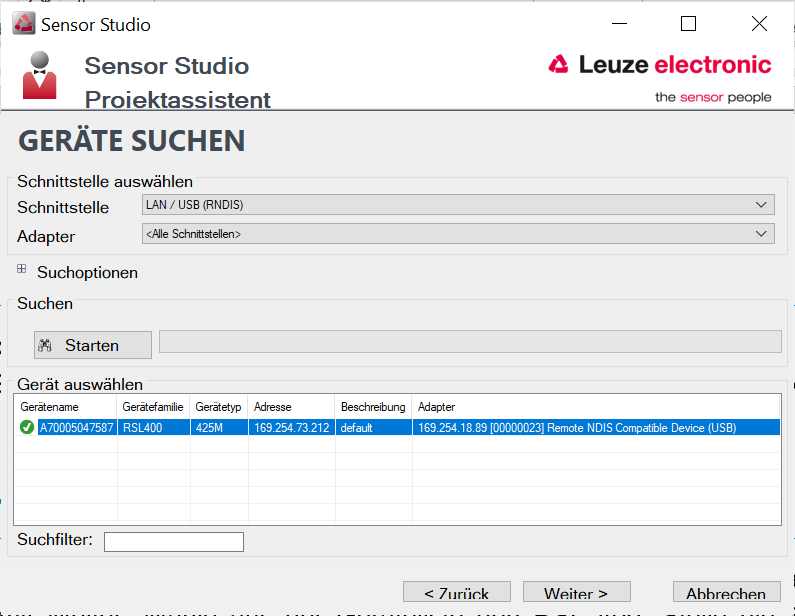 Sensor Studio
Sensor Studio
Projektassistent
Leuze electronic
the sensor people
GERÄTE SUCHEN
Schnittstelle auswählen
Schnittstelle LAN / USB (RNDIS)
Adapter <Alle Schnittstellen>
Suchoptionen
Suchen
Starten
Gerät auswählen
Gerätename Gerätefamilie Gerätetyp Adresse Beschreibung Adapter
A70005047587 RSL400 425M 169.254.73.212 default 169.254.18.89 [00000023] Remote NDIS Compatible Device (USB)
Suchfilter:
< Zurück Weiter > Abbrechen